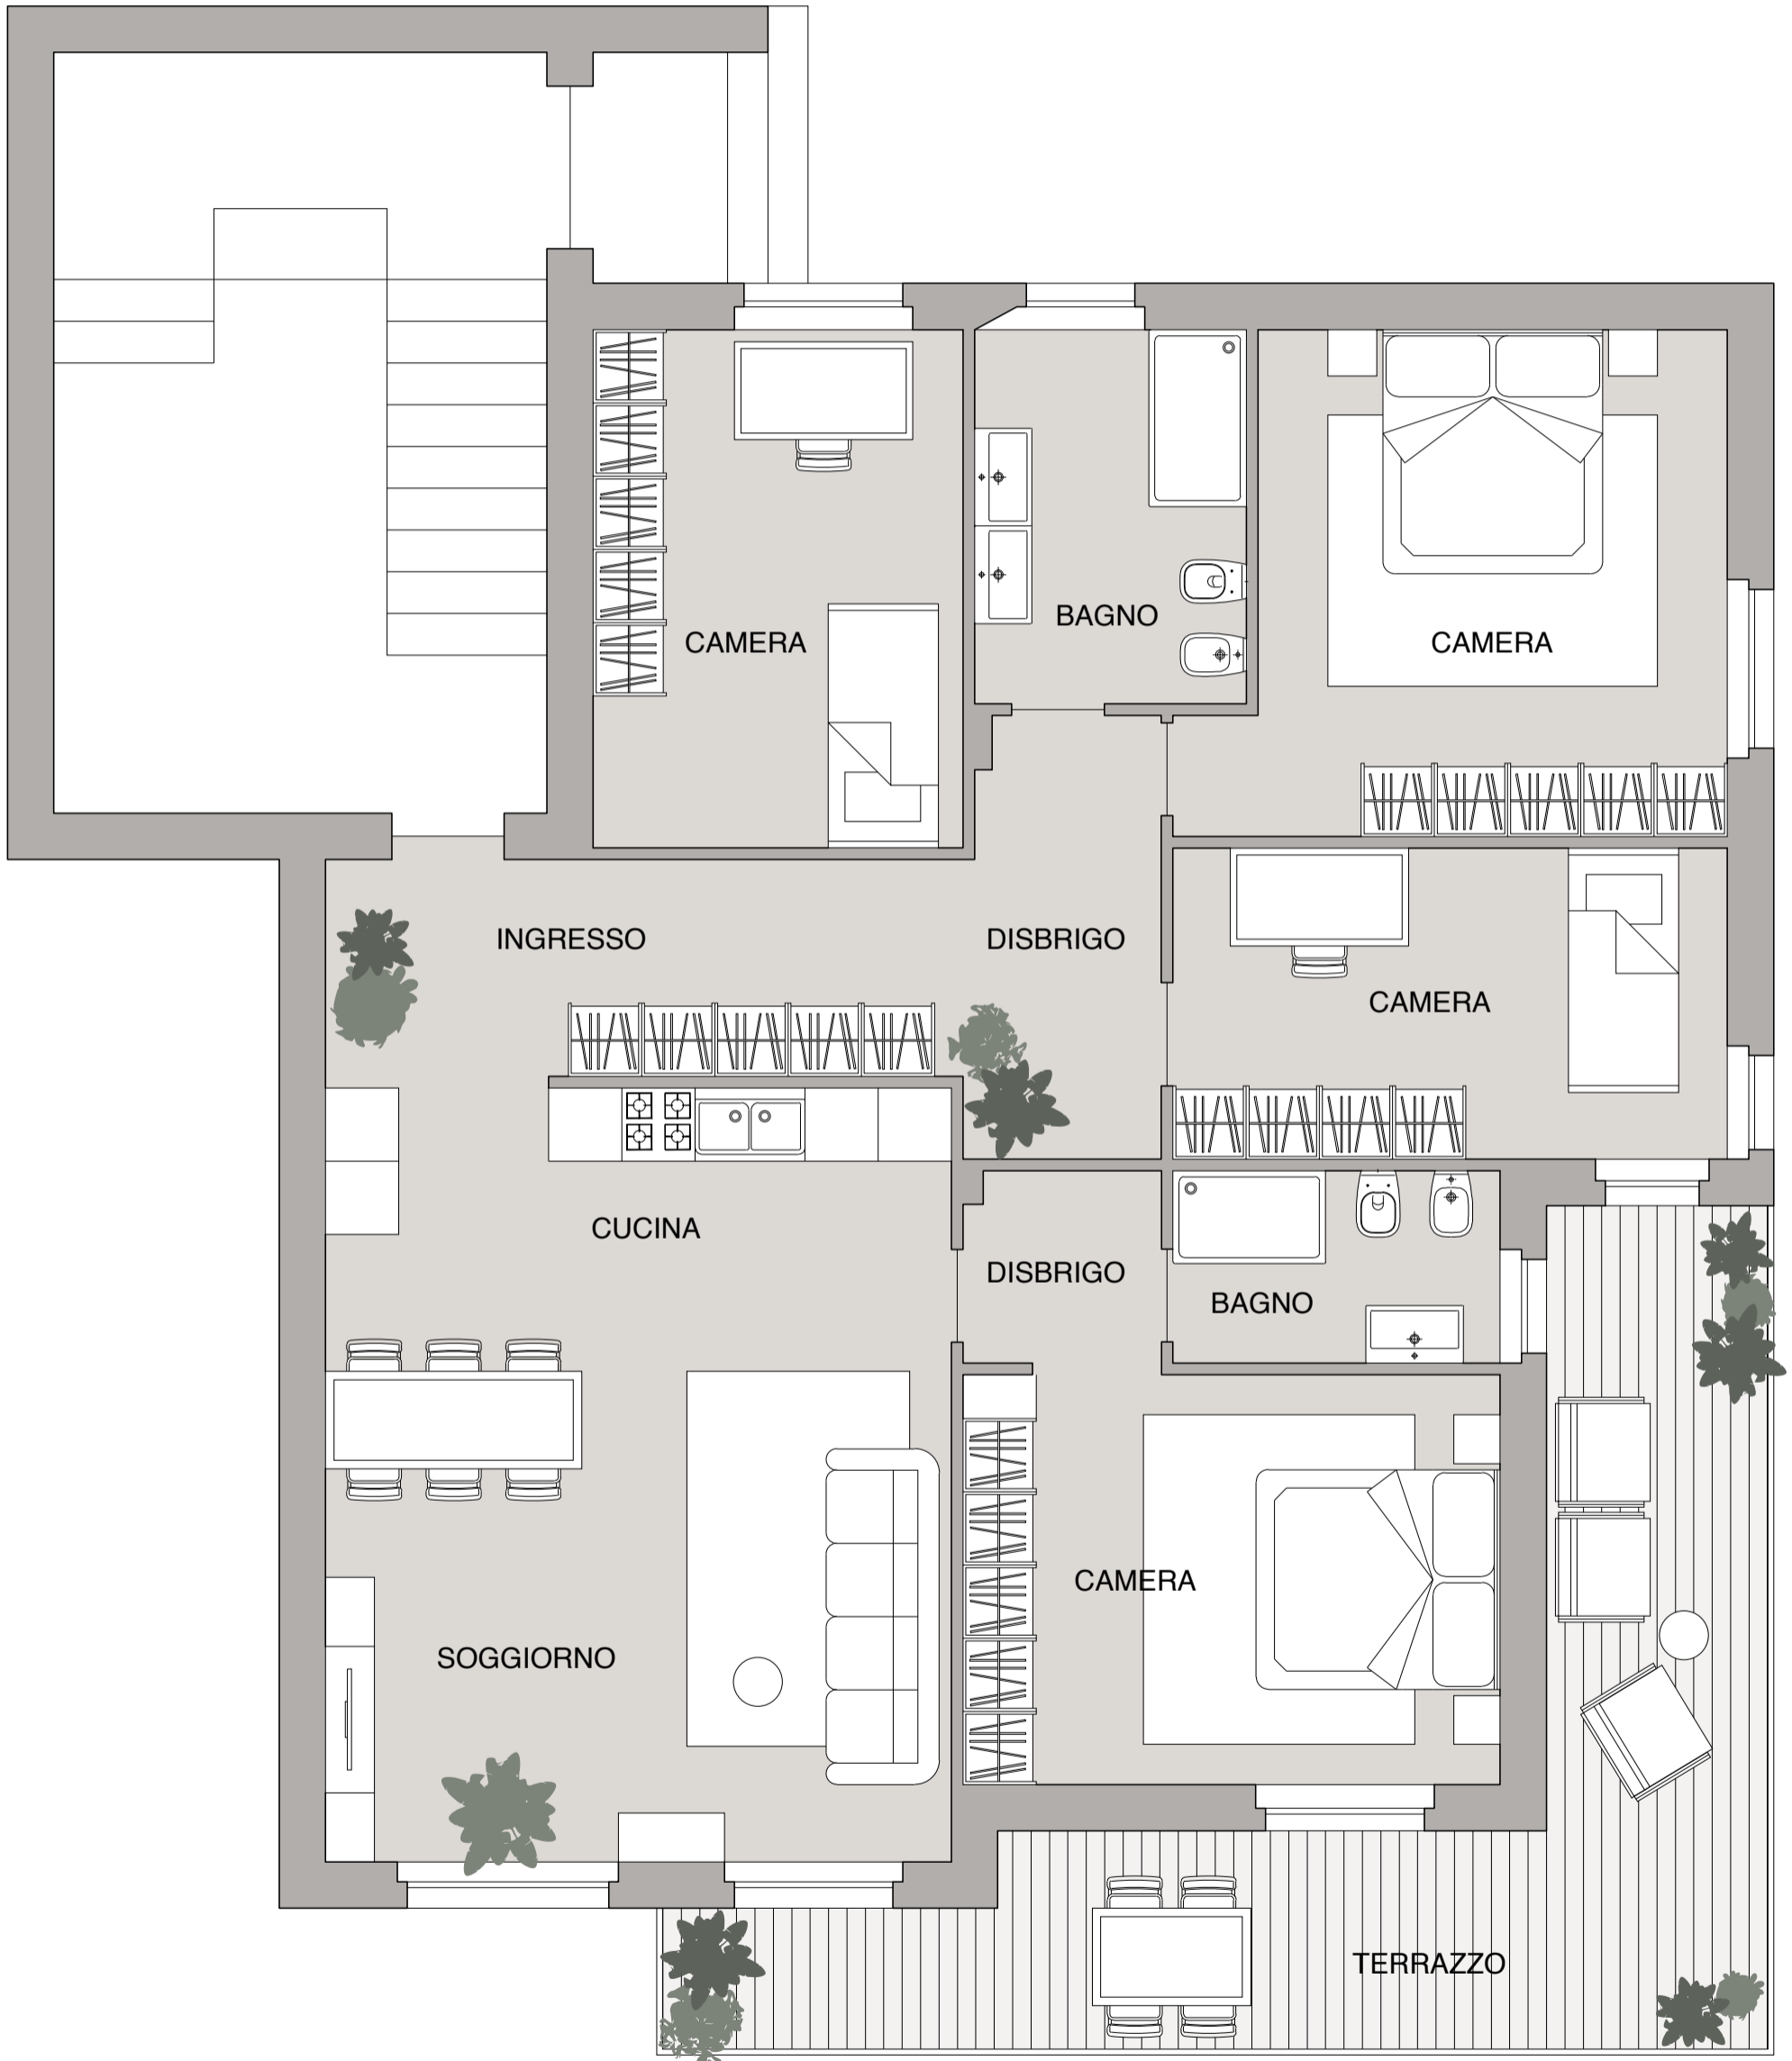 BAGNO
CAMERA
CAMERA
INGRESSO
DISBRIGO
CAMERA
CUCINA
DISBRIGO
BAGNO
CAMERA
SOGGIORNO
TERRAZZO